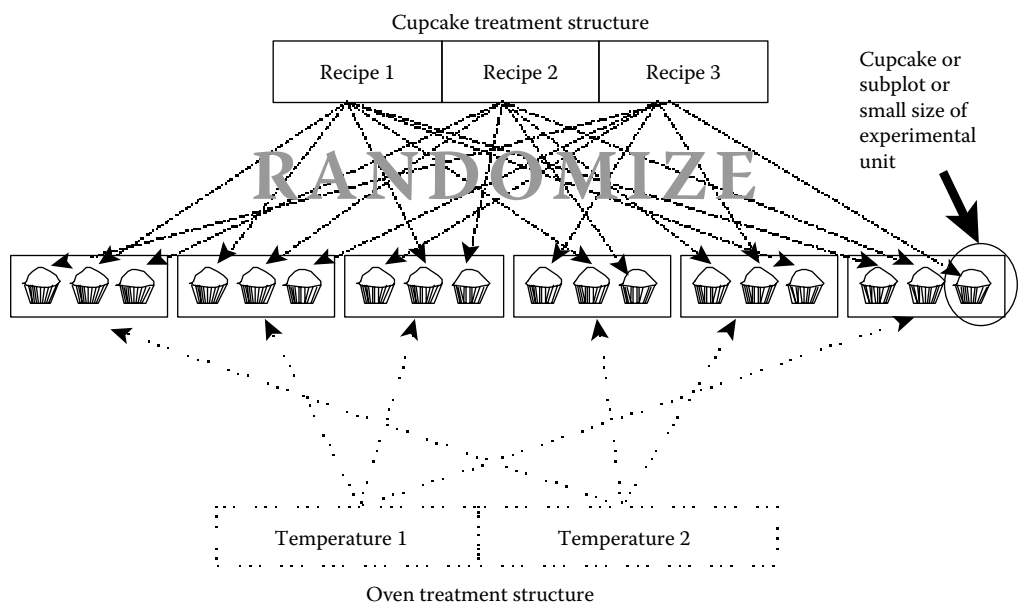 Cupcake treatment structure
Recipe 1
Recipe 2
Recipe 3
Cupcake or
subplot or
small size of
experimental
unit
RANDOMIZE
Temperature 1
Temperature 2
Oven treatment structure